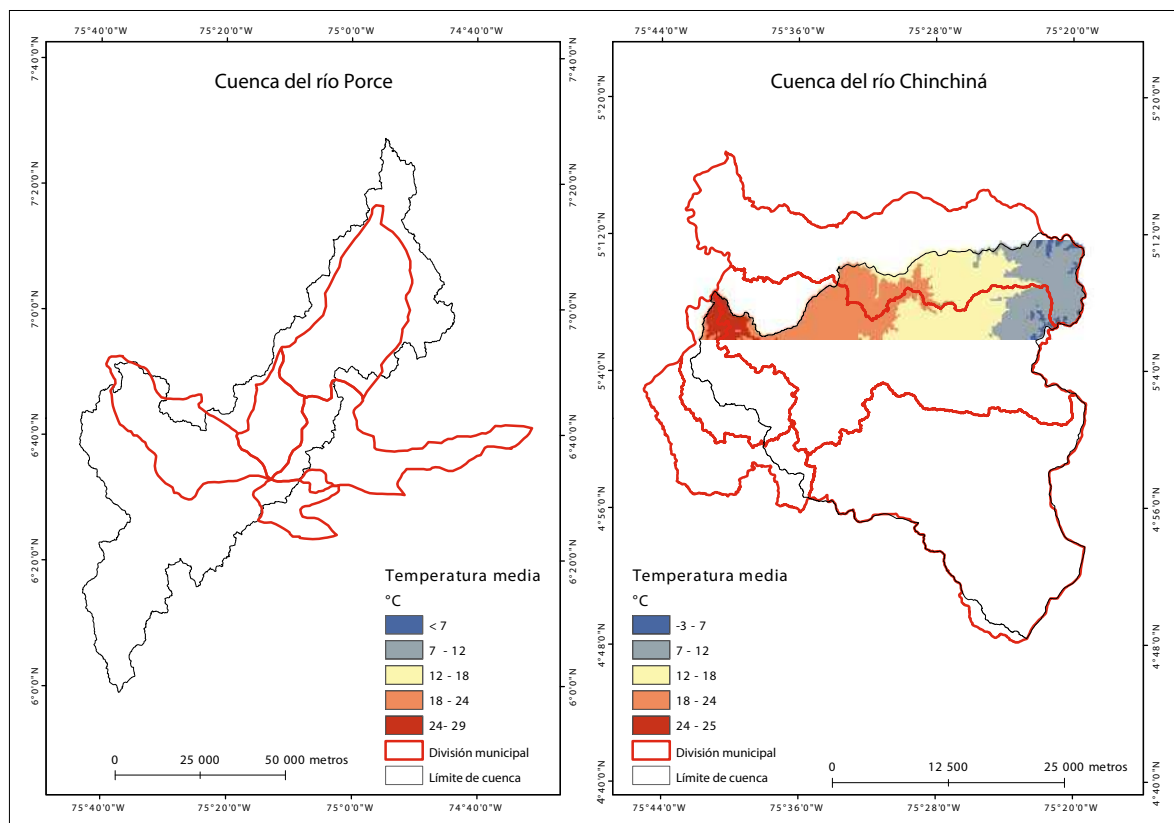 75°40'0"W 75°20'0"W 75°0'0"W 74°40'0"W
75°44'0"W 75°36'0"W 75°28'0"W 75°20'0"W
Cuenca del río Porce
Cuenca del río Chinchiná
7°40'0"N
7°20'0"N
7°0'0"N
6°40'0"N
6°20'0"N
6°0'0"N
7°40'0"N
7°20'0"N
7°0'0"N
6°40'0"N
6°20'0"N
6°0'0"N
5°20'0"N
5°12'0"N
5°4'0"N
4°56'0"N
4°48'0"N
4°40'0"N
5°20'0"N
5°12'0"N
5°4'0"N
4°56'0"N
4°48'0"N
4°40'0"N
Temperatura media
°C
< 7
7 - 12
12 - 18
18 - 24
24- 29
División municipal
Límite de cuenca
0 25 000 50 000 metros
Temperatura media
°C
-3 - 7
7 - 12
12 - 18
18 - 24
24 - 25
División municipal
Límite de cuenca
0 12 500 25 000 metros
75°40'0"W 75°20'0"W 75°0'0"W 74°40'0"W
75°44'0"W 75°36'0"W 75°28'0"W 75°20'0"W